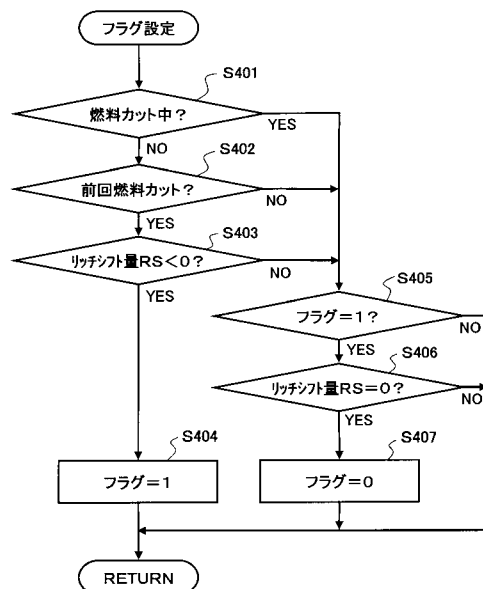 フラグ設定
S401
燃料カット中？
YES
NO
S402
前回燃料カット？
NO
YES
S403
リッチシフト量RS＜0？
NO
YES
S405
フラグ＝1？
NO
YES
S406
リッチシフト量RS＝0？
NO
YES
S404
フラグ＝1
S407
フラグ＝0
RETURN